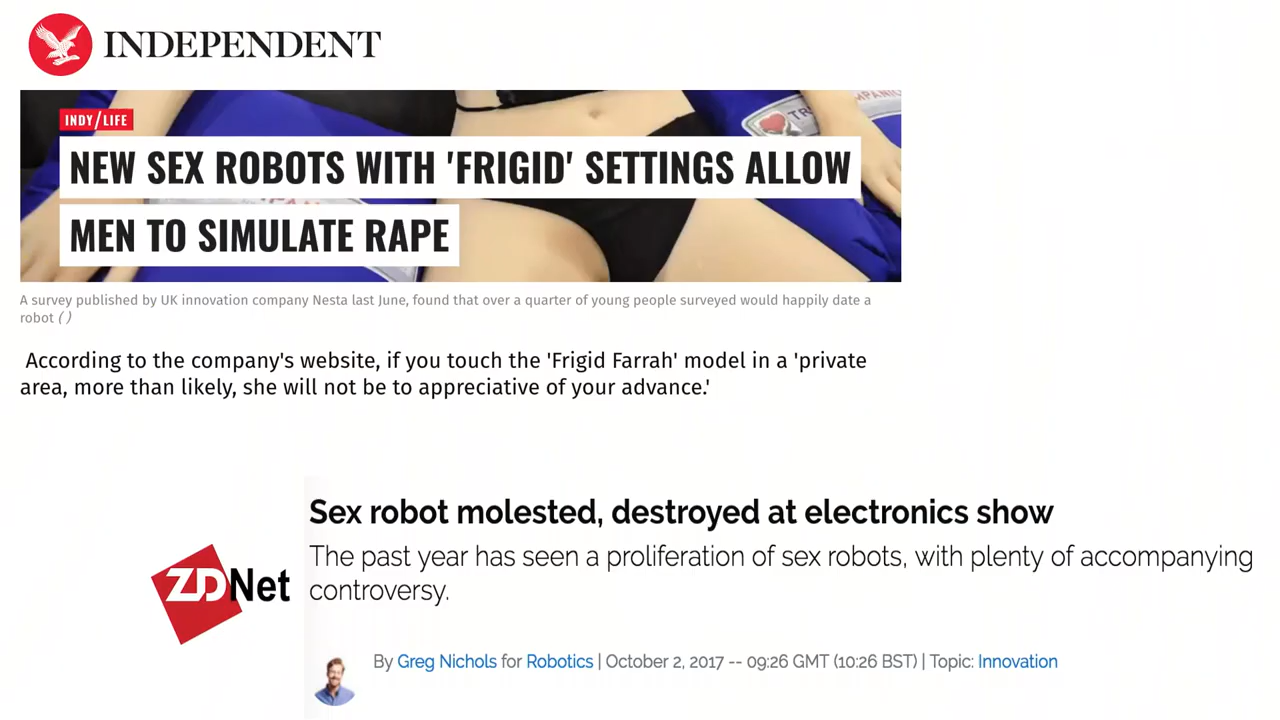 INDEPENDENT
INDY/LIFE
NEW SEX ROBOTS WITH 'FRIGID' SETTINGS ALLOW
MEN TO SIMULATE RAPE
A survey published by UK innovation company Nesta last June, found that over a quarter of young people surveyed would happily date a
robot ( )
According to the company's website, if you touch the 'Frigid Farrah' model in a 'private
area, more than likely, she will not be to appreciative of your advance.'
Sex robot molested, destroyed at electronics show
The past year has seen a proliferation of sex robots, with plenty of accompanying
controversy.
ZDNet
By Greg Nichols for Robotics | October 2, 2017 -- 09:26 GMT (10:26 BST) | Topic: Innovation